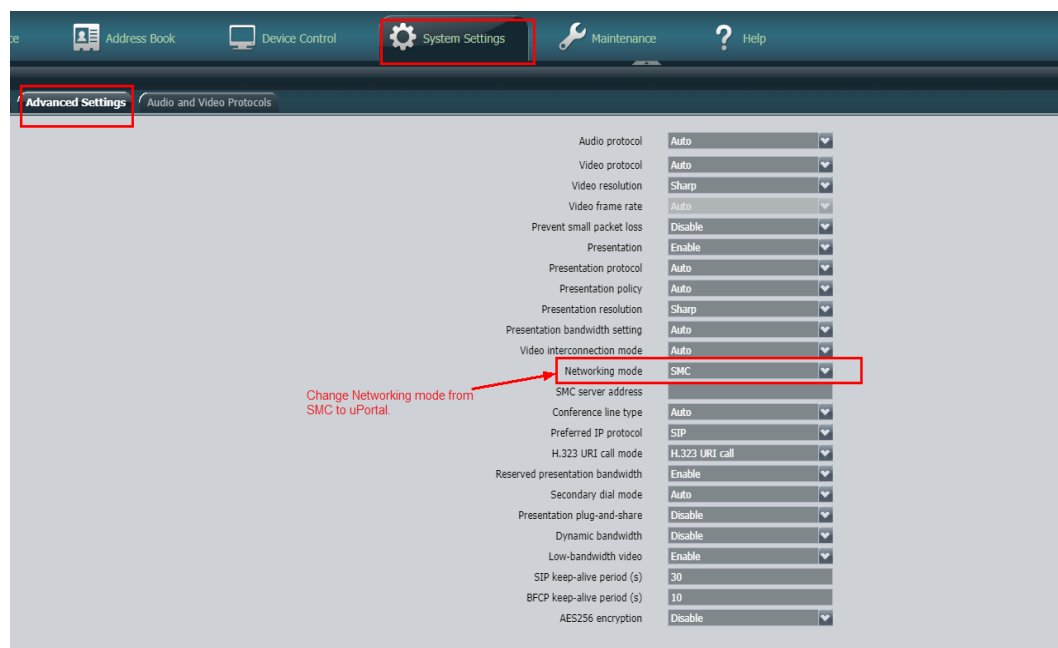 ce
Address Book
Device Control
System Settings
Maintenance
? Help
Advanced Settings
Audio and Video Protocols
Audio protocol Auto
Video protocol Auto
Video resolution Sharp
Video frame rate Auto
Prevent small packet loss Disable
Presentation Enable
Presentation protocol Auto
Presentation policy Auto
Presentation resolution Sharp
Presentation bandwidth setting Auto
Video interconnection mode Auto
Networking mode SMC
Change Networking mode from
SMC to uPortal.
SMC server address
Conference line type Auto
Preferred IP protocol SIP
H.323 URI call mode H.323 URI call
Reserved presentation bandwidth Enable
Secondary dial mode Auto
Presentation plug-and-share Disable
Dynamic bandwidth Disable
Low-bandwidth video Enable
SIP keep-alive period (s) 30
BFCP keep-alive period (s) 10
AES256 encryption Disable